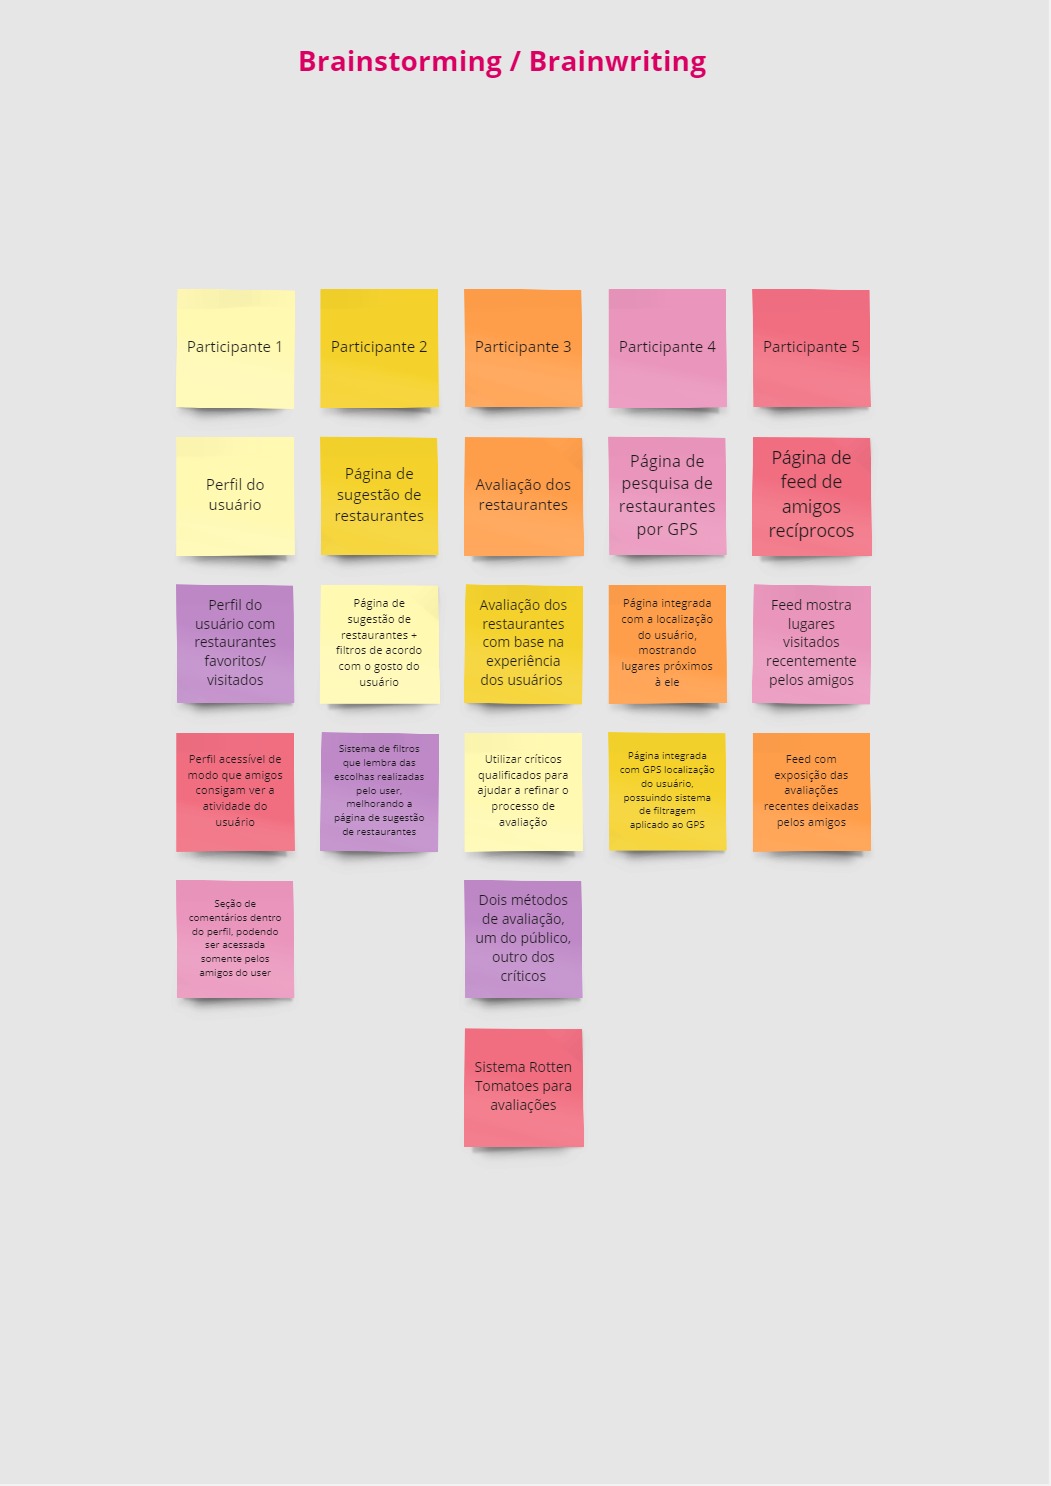 Brainstorming / Brainwriting
Participante 1
Participante 2
Participante 3
Participante 4
Participante 5
Perfil do
usuário
Página de
sugestão de
restaurantes
Avaliação dos
restaurantes
Página de
pesquisa de
restaurantes
por GPS
Página de
feed de
amigos
recíprocos
Perfil do
usuário com
restaurantes
favoritos/
visitados
Página de
sugestão de
restaurantes +
filtros de acordo
com o gosto do
usuário
Avaliação dos
restaurantes
com base na
experiência
dos usuários
Página integrada
com a localização
do usuário,
mostrando
lugares próximos
à ele
Feed mostra
lugares
visitados
recentemente
pelos amigos
Perfil acessível de
modo que amigos
consigam ver a
atividade do
usuário
Sistema de filtros
que lembra das
escolhas realizadas
pelo user,
melhorando a
página de sugestão
de restaurantes
Utilizar críticos
qualificados para
ajudar a refinar o
processo de
avaliação
Página integrada
com GPS localização
do usuário,
possuindo sistema
de filtragem
aplicado ao GPS
Feed com
exposição das
avaliações
recentes deixadas
pelos amigos
Seção de
comentários dentro
do perfil, podendo
ser acessada
somente pelos
amigos do user
Dois métodos
de avaliação,
um do público,
outro dos
críticos
Sistema Rotten
Tomatoes para
avaliações